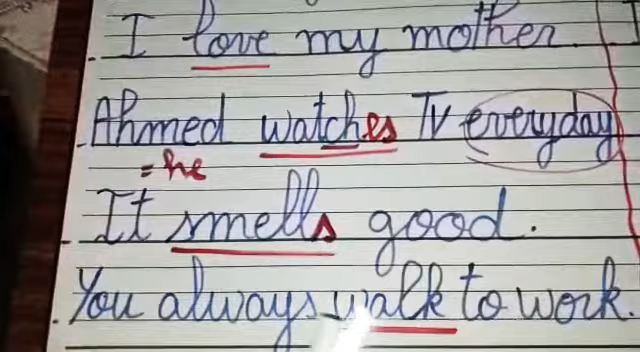 I love my mother
Ahmed watches TV everyday
= he
It smells good.
You always walk to work.